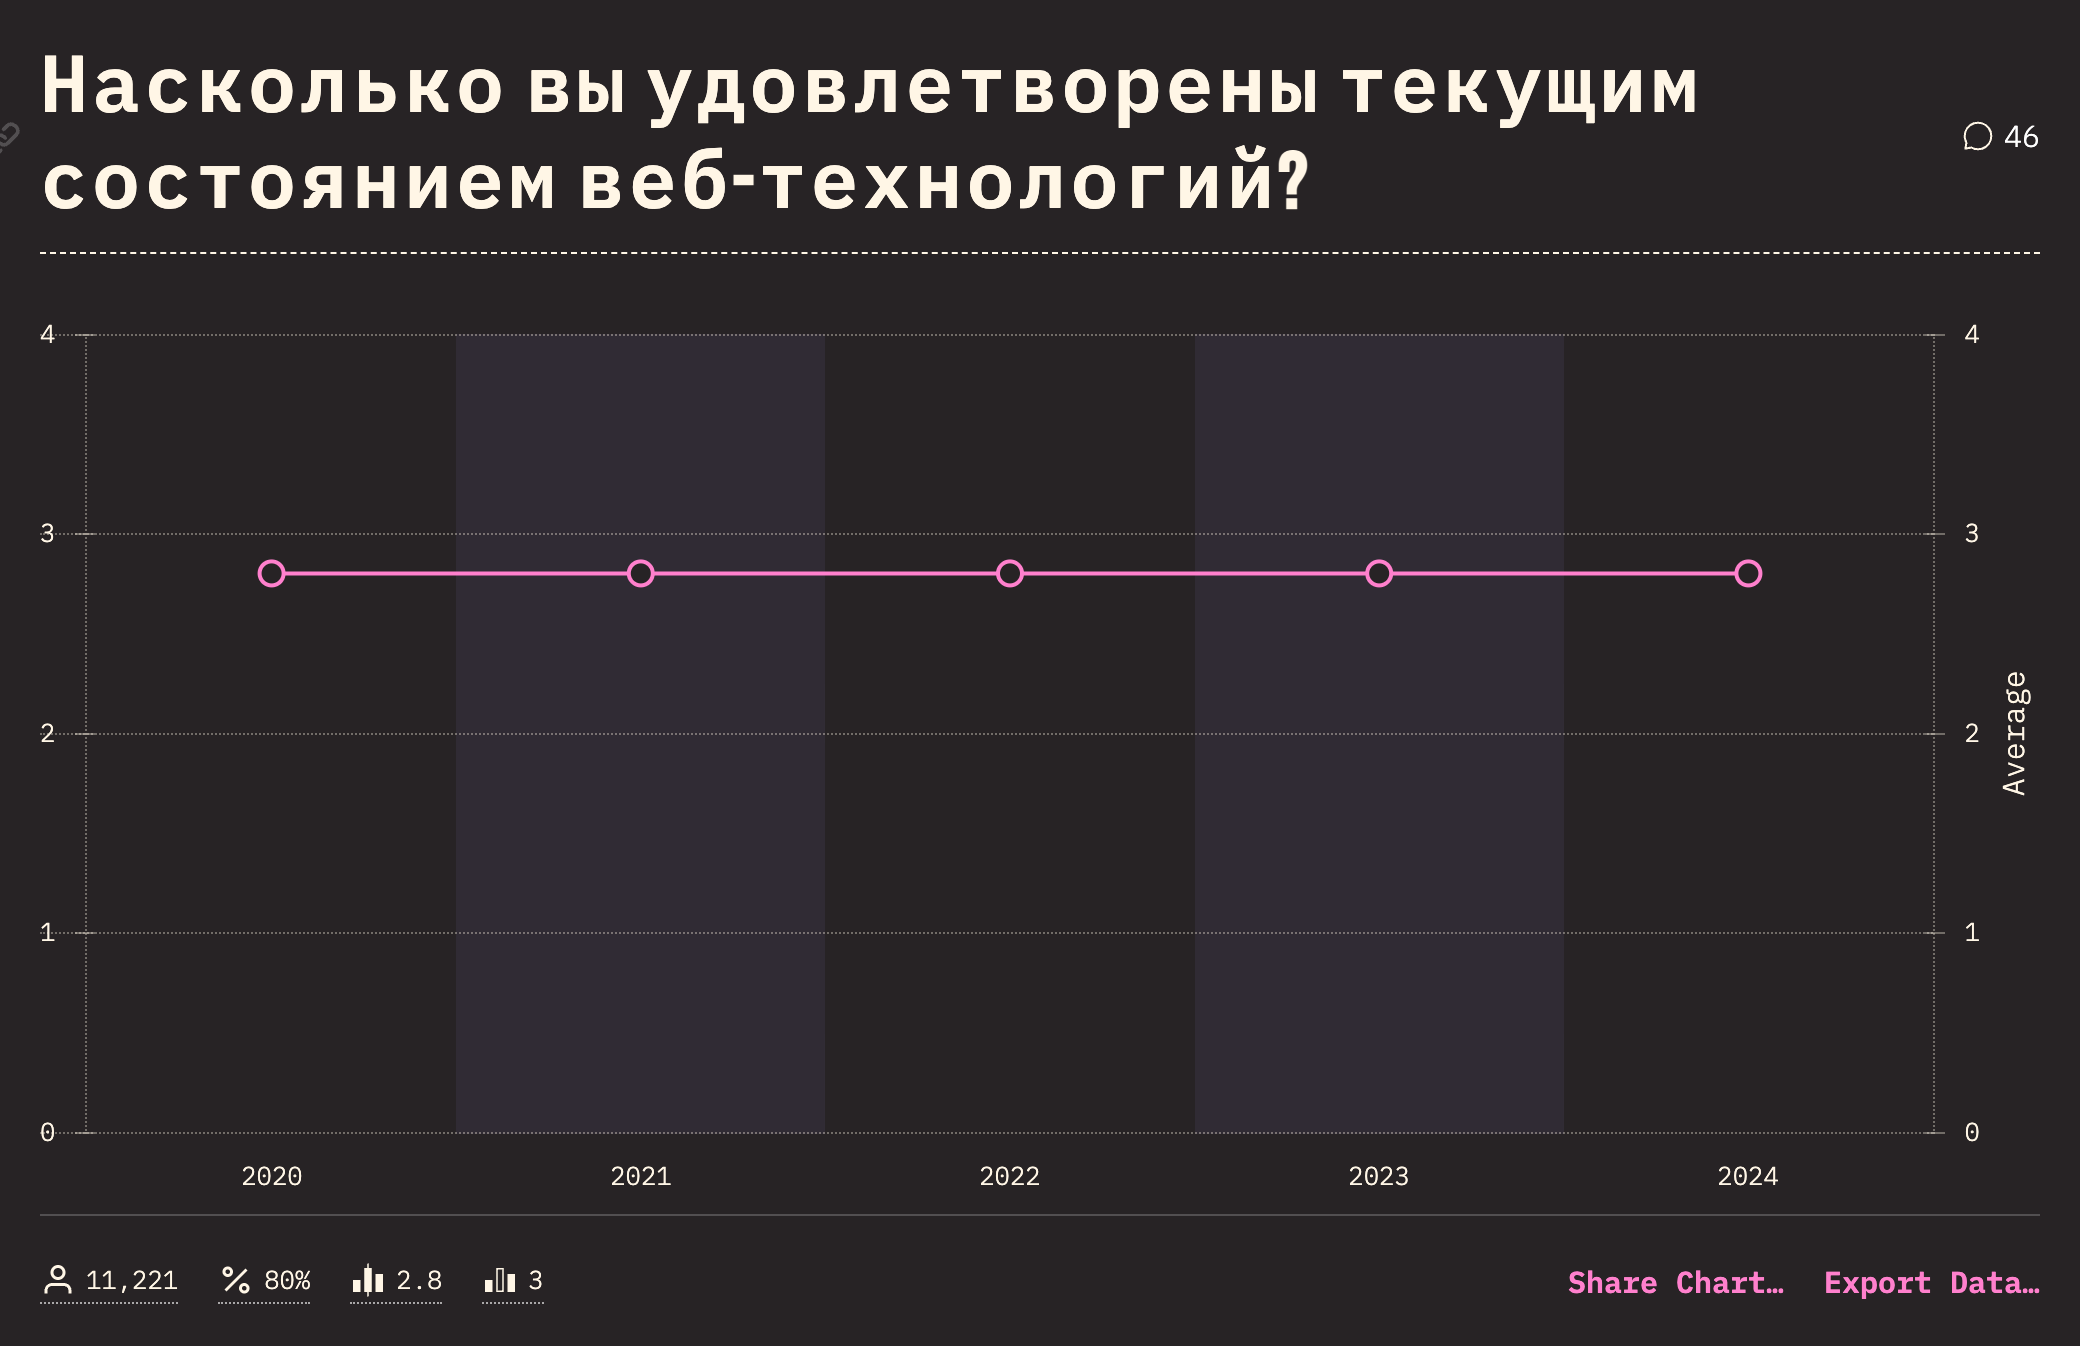 Насколько вы удовлетворены текущим
состоянием веб-технологий?
46
4 4
3 3
2 2
Average
1 1
0 0
2020 2021 2022 2023 2024
11,221 80% 2.8 3 Share Chart… Export Data…